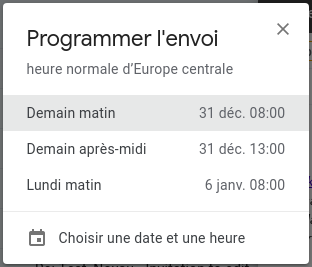 Programmer l'envoi
heure normale d'Europe centrale
Demain matin 31 déc. 08:00
Demain après-midi 31 déc. 13:00
Lundi matin 6 janv. 08:00
Choisir une date et une heure